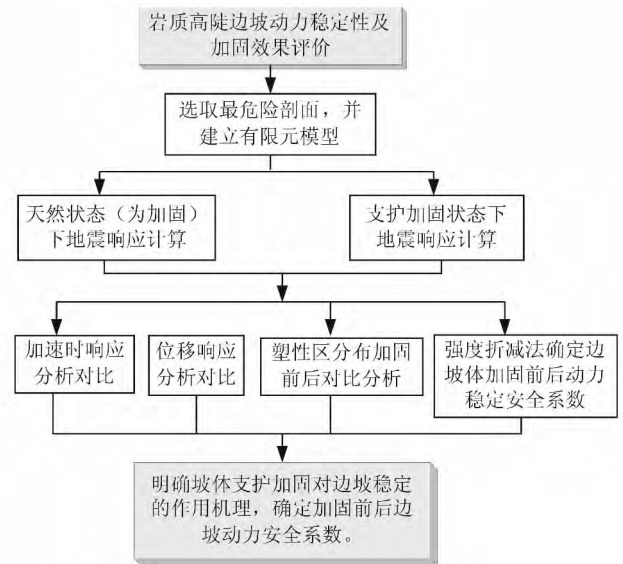 岩质高陡边坡动力稳定性及
加固效果评价
选取最危险剖面，并
建立有限元模型
天然状态（为加固）
下地震响应计算
支护加固状态下
地震响应计算
加速时响应
分析对比
位移响应
分析对比
塑性区分布加固
前后对比分析
强度折减法确定边
坡体加固前后动力
稳定安全系数
明确坡体支护加固对边坡稳定
的作用机理，确定加固前后边
坡动力安全系数。